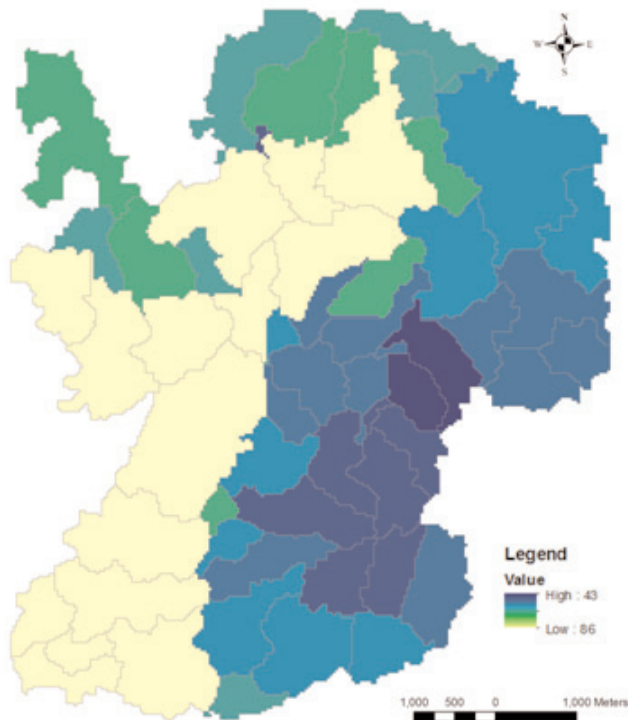 N
W E
S
Legend
Value
High : 43
Low : 86
1,000 500 0 1,000 Meters